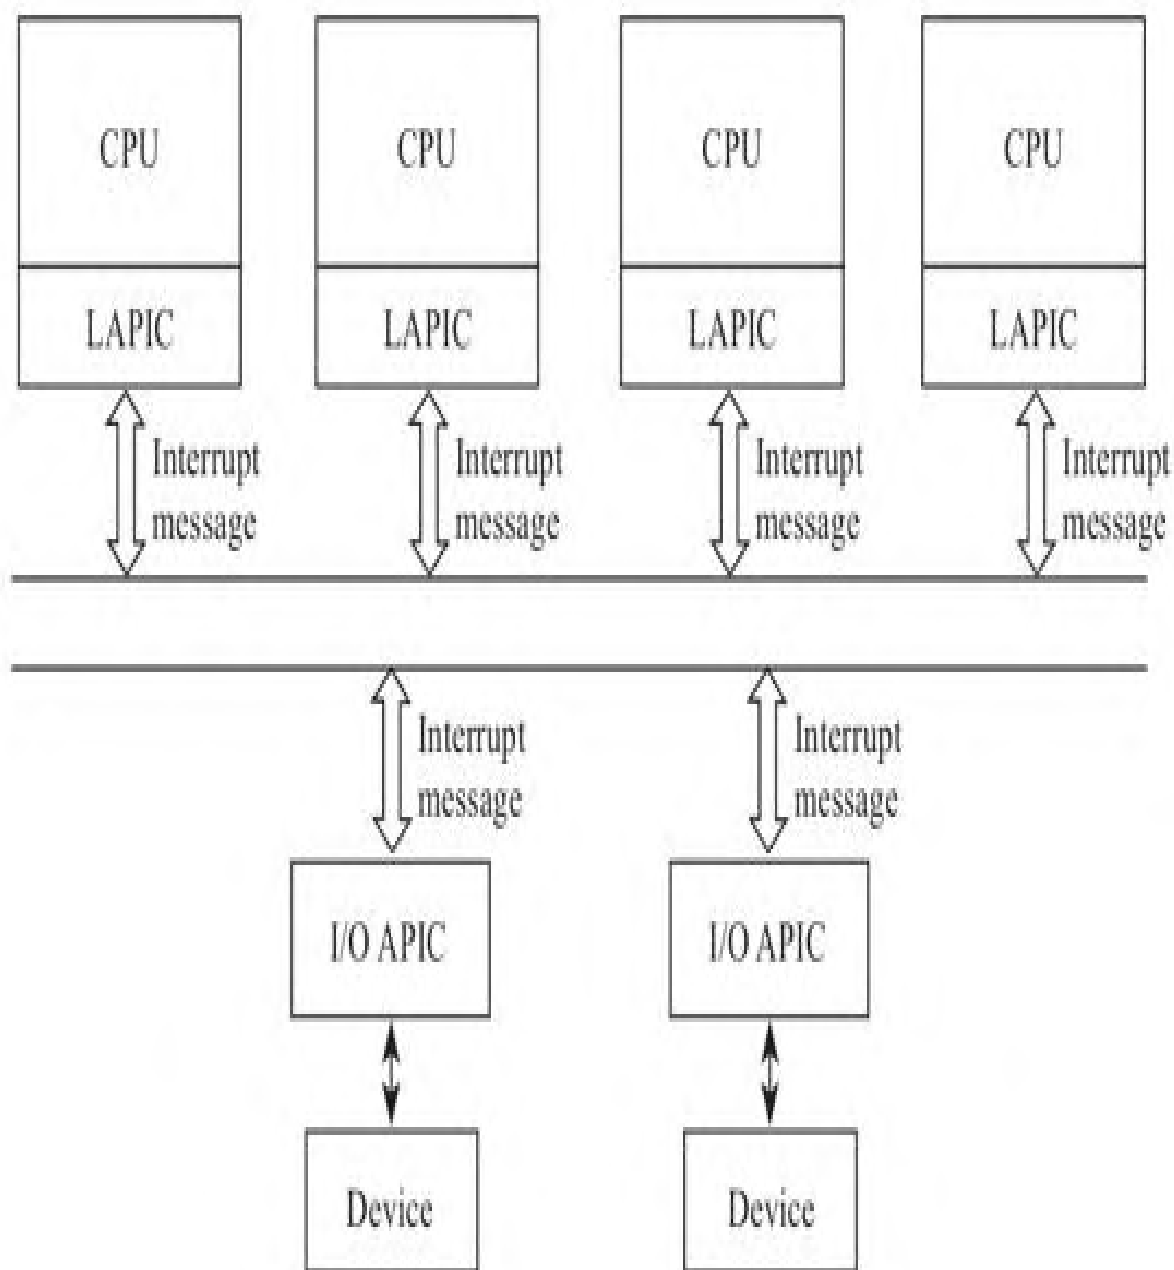 CPU
CPU
CPU
CPU
LAPIC
LAPIC
LAPIC
LAPIC
Interrupt
message
Interrupt
message
Interrupt
message
Interrupt
message
Interrupt
message
Interrupt
message
I/O APIC
I/O APIC
Device
Device